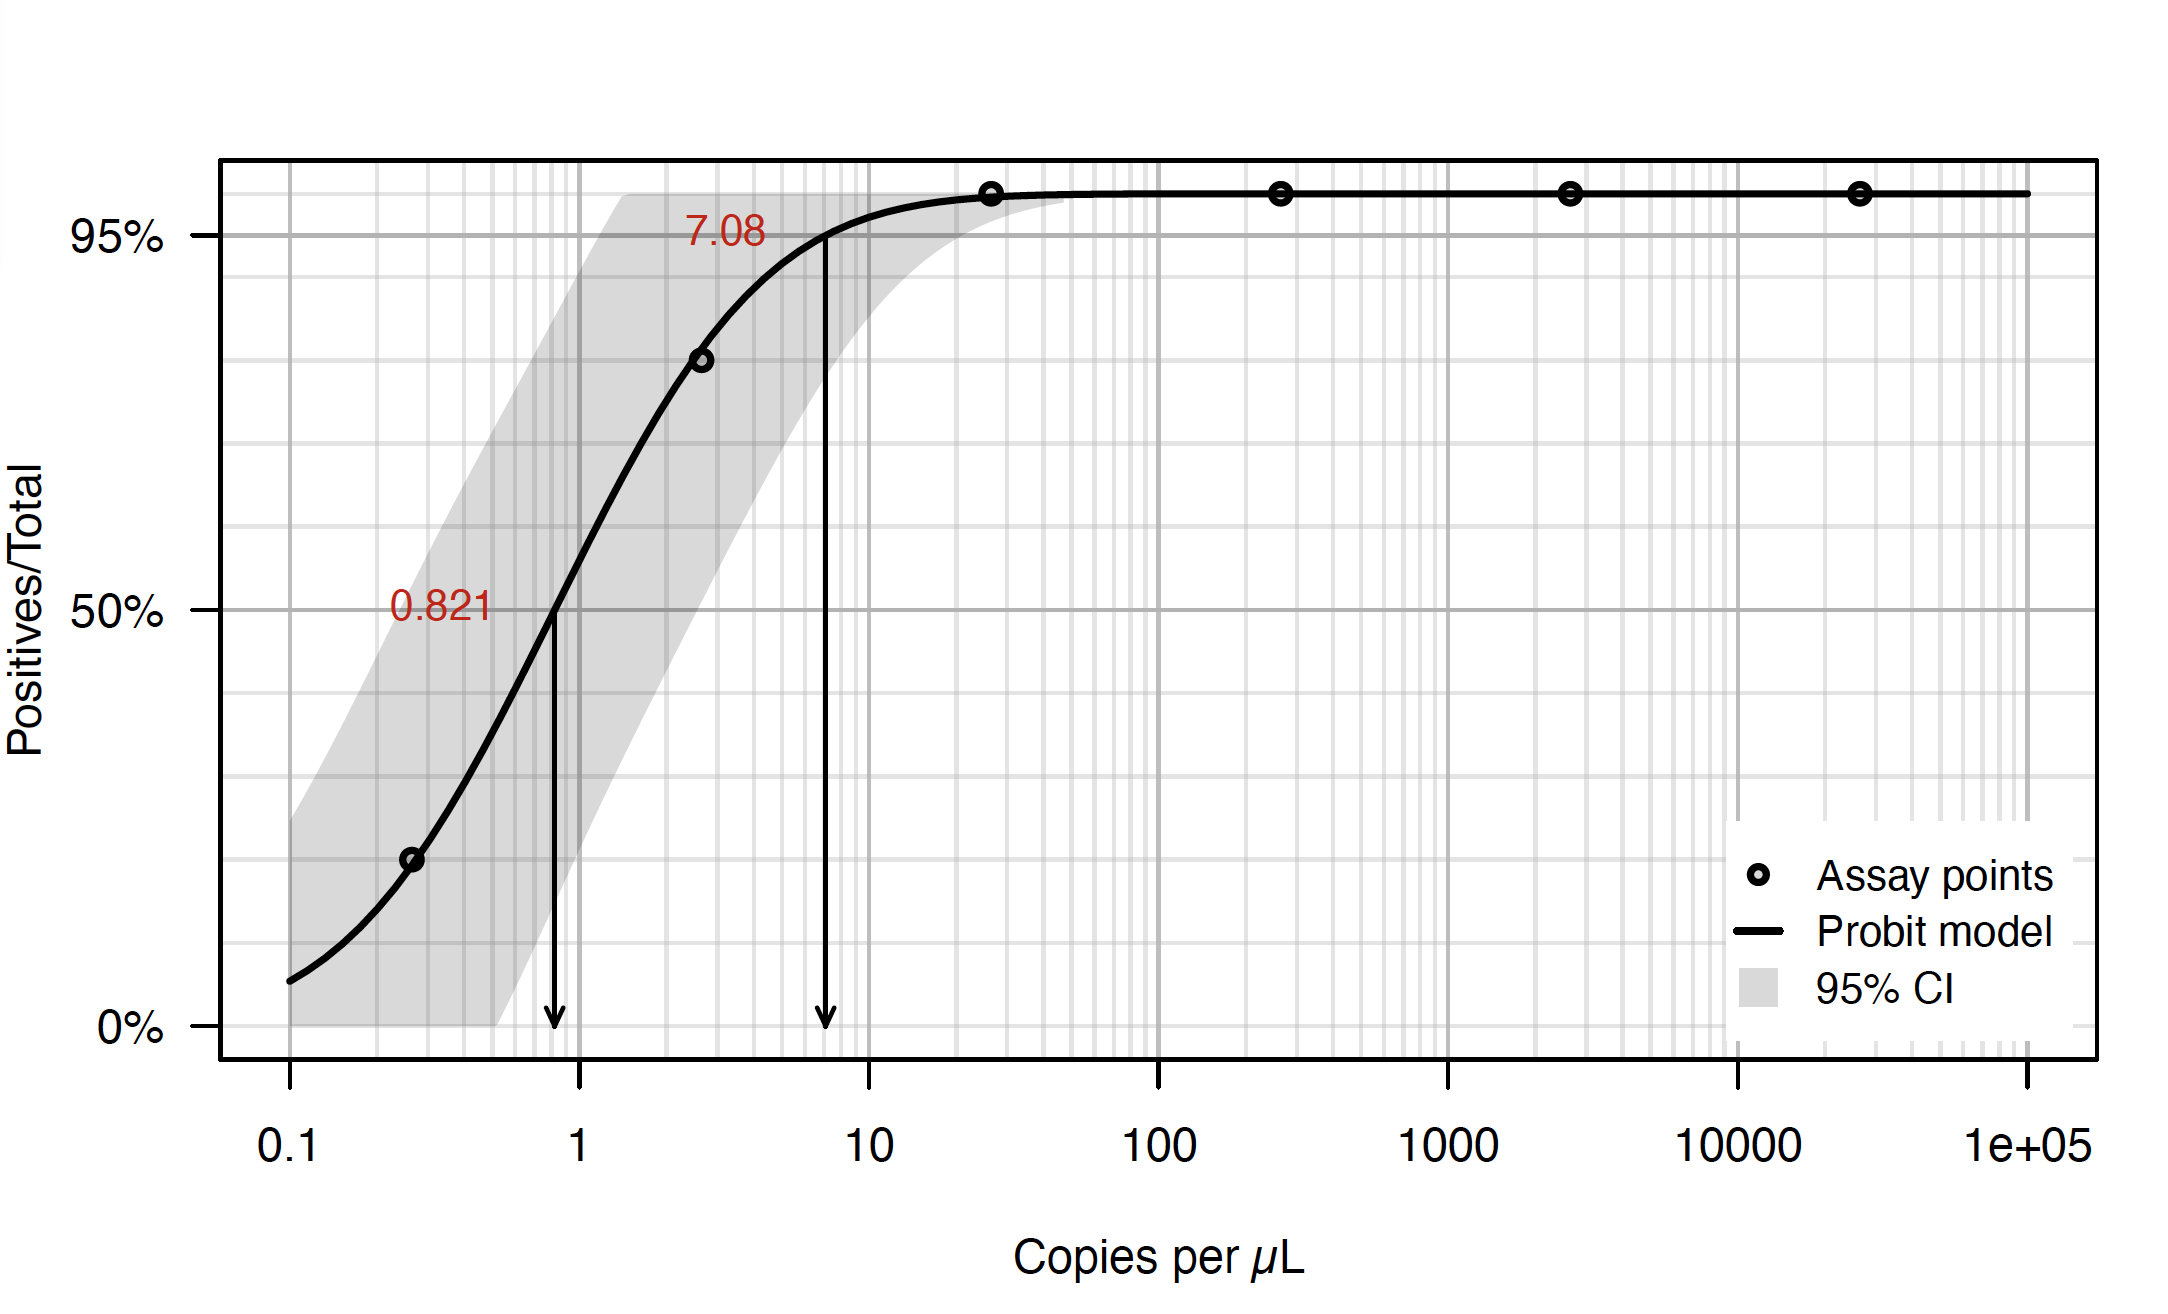 Positives/Total
95%
50%
0%
7.08
0.821
Assay points
Probit model
95% CI
0.1
1
10
100
1000
10000
1e+05
Copies per µL